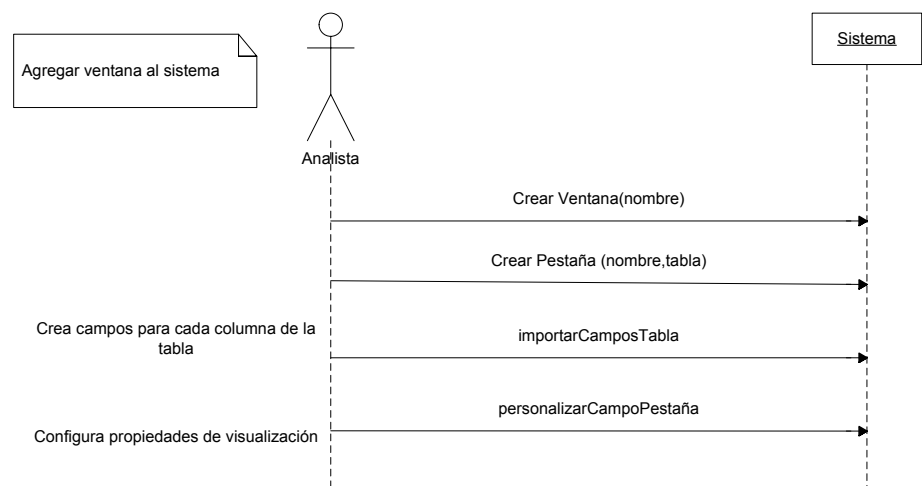 Sistema
Agregar ventana al sistema
Analista
Crear Ventana(nombre)
Crear Pestaña (nombre,tabla)
Crea campos para cada columna de la
tabla
importarCamposTabla
personalizarCampoPestaña
Configura propiedades de visualización